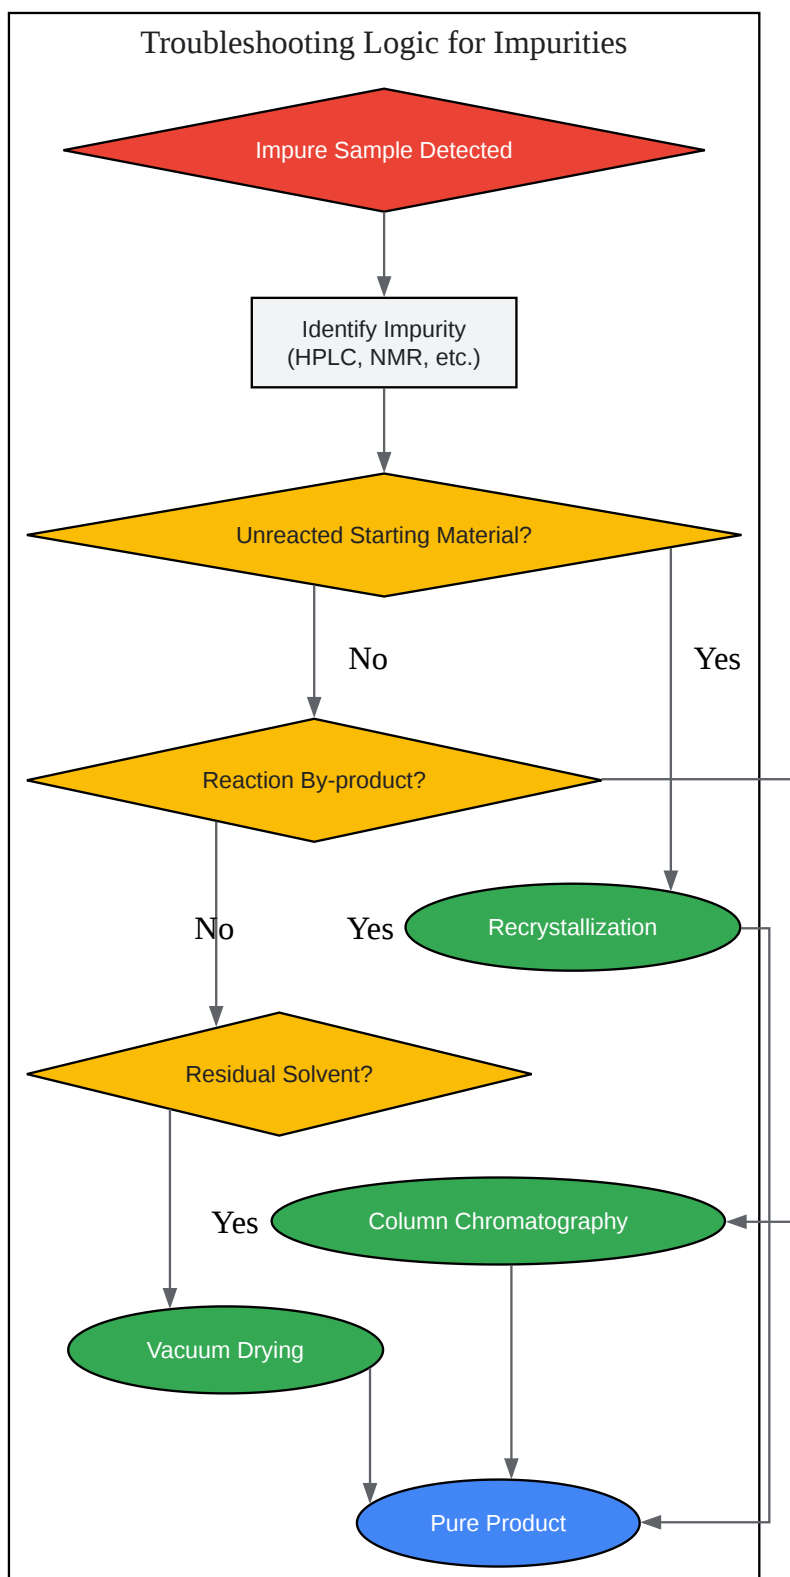 Troubleshooting Logic for Impurities
Impure Sample Detected
Identify Impurity
(HPLC, NMR, etc.)
Unreacted Starting Material?
No
Yes
Reaction By-product?
No
Yes
Recrystallization
Residual Solvent?
Yes
Column Chromatography
Vacuum Drying
Pure Product